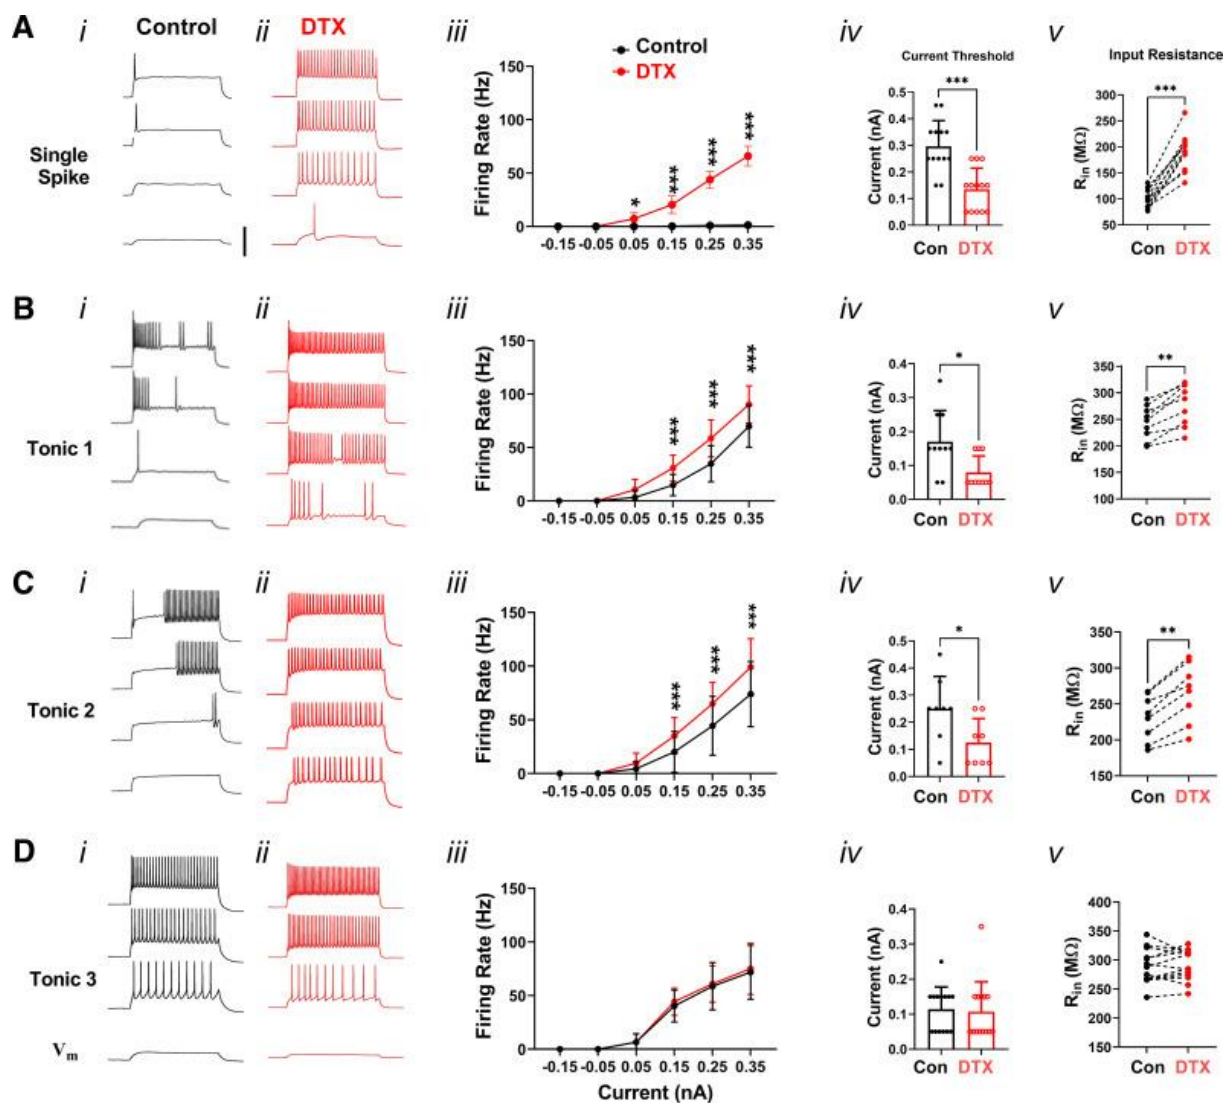 A i Control ii DTX iii iv v
Control
DTX
Current Threshold
Input Resistance
Single
Spike
Firing Rate (Hz)
150
100
50
0
-0.15 -0.05 0.05 0.15 0.25 0.35
* *** *** ***
Current (nA)
0.5
0.4
0.3
0.2
0.1
0.0
***
Con DTX
Rin (MΩ)
300
250
200
150
100
50
***
Con DTX
B i ii iii iv v
Tonic 1
Firing Rate (Hz)
150
100
50
0
-0.15 -0.05 0.05 0.15 0.25 0.35
*** *** ***
Current (nA)
0.4
0.3
0.2
0.1
0.0
*
Con DTX
Rin (MΩ)
350
300
250
200
150
100
**
Con DTX
C i ii iii iv v
Tonic 2
Firing Rate (Hz)
150
100
50
0
-0.15 -0.05 0.05 0.15 0.25 0.35
*** *** ***
Current (nA)
0.5
0.4
0.3
0.2
0.1
0.0
*
Con DTX
Rin (MΩ)
350
300
250
200
150
**
Con DTX
D i ii iii iv v
Tonic 3
Vm
Firing Rate (Hz)
150
100
50
0
-0.15 -0.05 0.05 0.15 0.25 0.35
Current (nA)
Current (nA)
0.4
0.3
0.2
0.1
0.0
Con DTX
Rin (MΩ)
400
350
300
250
200
150
Con DTX